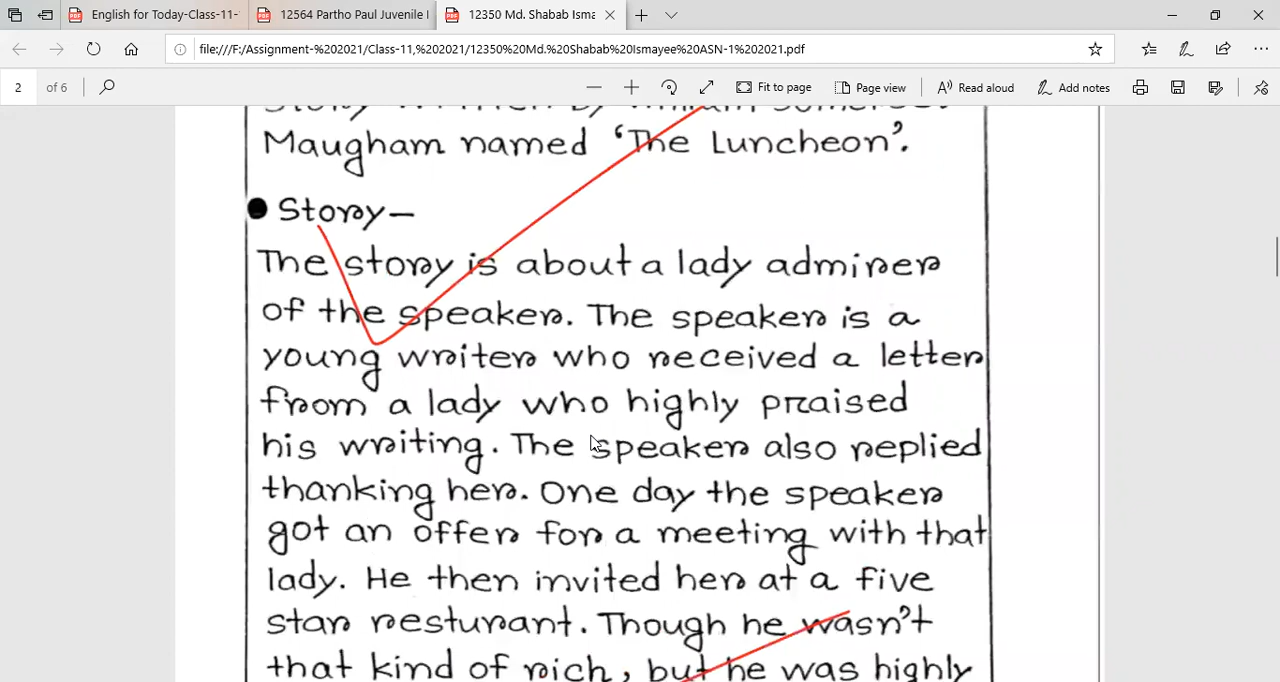 English for Today-Class-11-
12564 Partho Paul Juvenile I
12350 Md. Shabab Isma
file:///F:/Assignment-%202021/Class-11,%202021/12350%20Md.%20Shabab%20Ismayee%20ASN-1%202021.pdf
2 of 6
Fit to page
Page view
Read aloud
Add notes
Story written by William Somerse
Maugham named ‘The Luncheon’.
Story–
The story is about a lady admirer
of the speaker. The speaker is a
young writer who received a letter
from a lady who highly praised
his writing. The speaker also replied
thanking her. One day the speaker
got an offer for a meeting with that
lady. He then invited her at a five
star resturant. Though he wasn't
that kind of rich, but he was highly